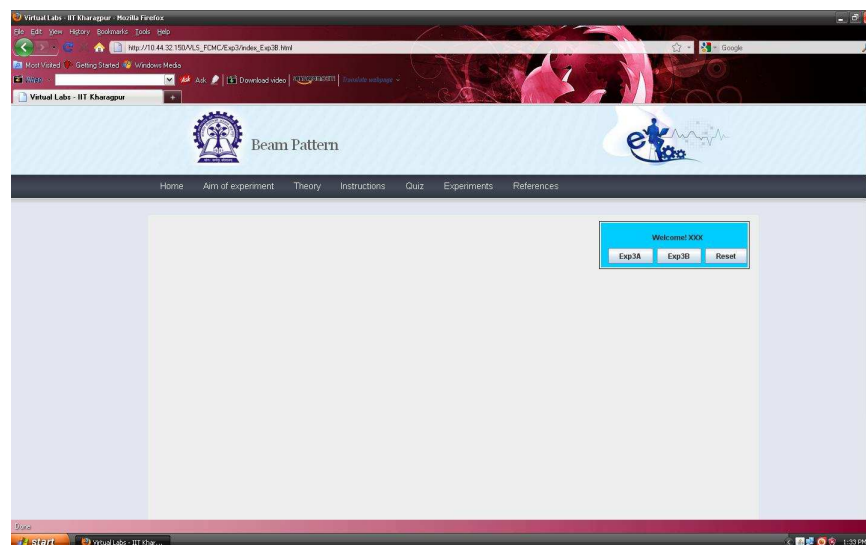 Virtual Labs - IIT Kharagpur - Mozilla Firefox
File Edit View History Bookmarks Tools Help
http://10.44.32.150/VLS_FCMC/Exp3/index_Exp3B.html
Google
Most Visited Getting Started Windows Media
Ask Download video Translate webpage
Virtual Labs - IIT Kharagpur
Beam Pattern
Home Aim of experiment Theory Instructions Quiz Experiments References
Welcome! XXX
Exp3A Exp3B Reset
Done
start Virtual Labs - IIT Khar... 1:33 PM